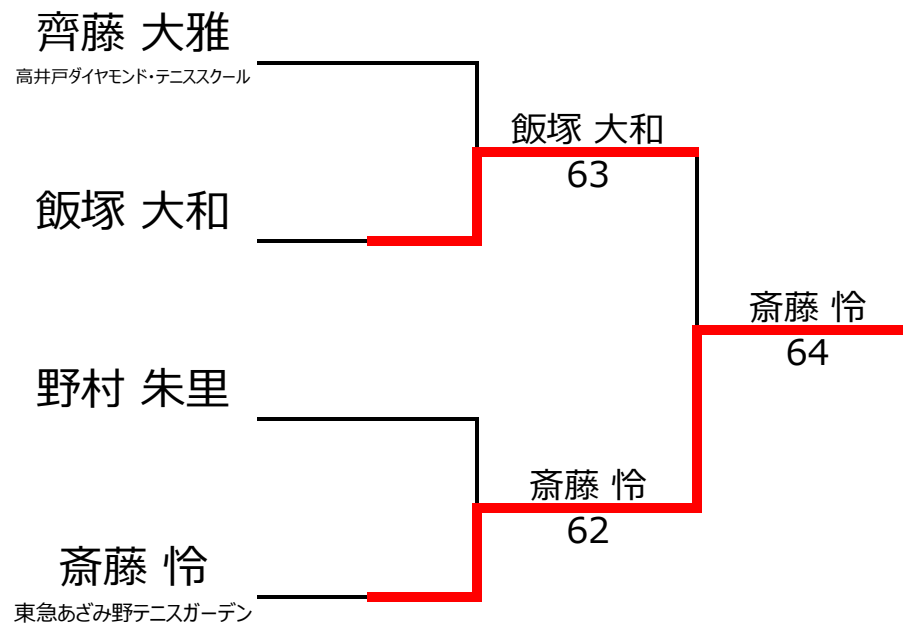 齊藤 大雅
高井戸ダイヤモンド・テニススクール
飯塚 大和
63
飯塚 大和
斎藤 怜
64
野村 朱里
斎藤 怜
62
斎藤 怜
東急あざみ野テニスガーデン